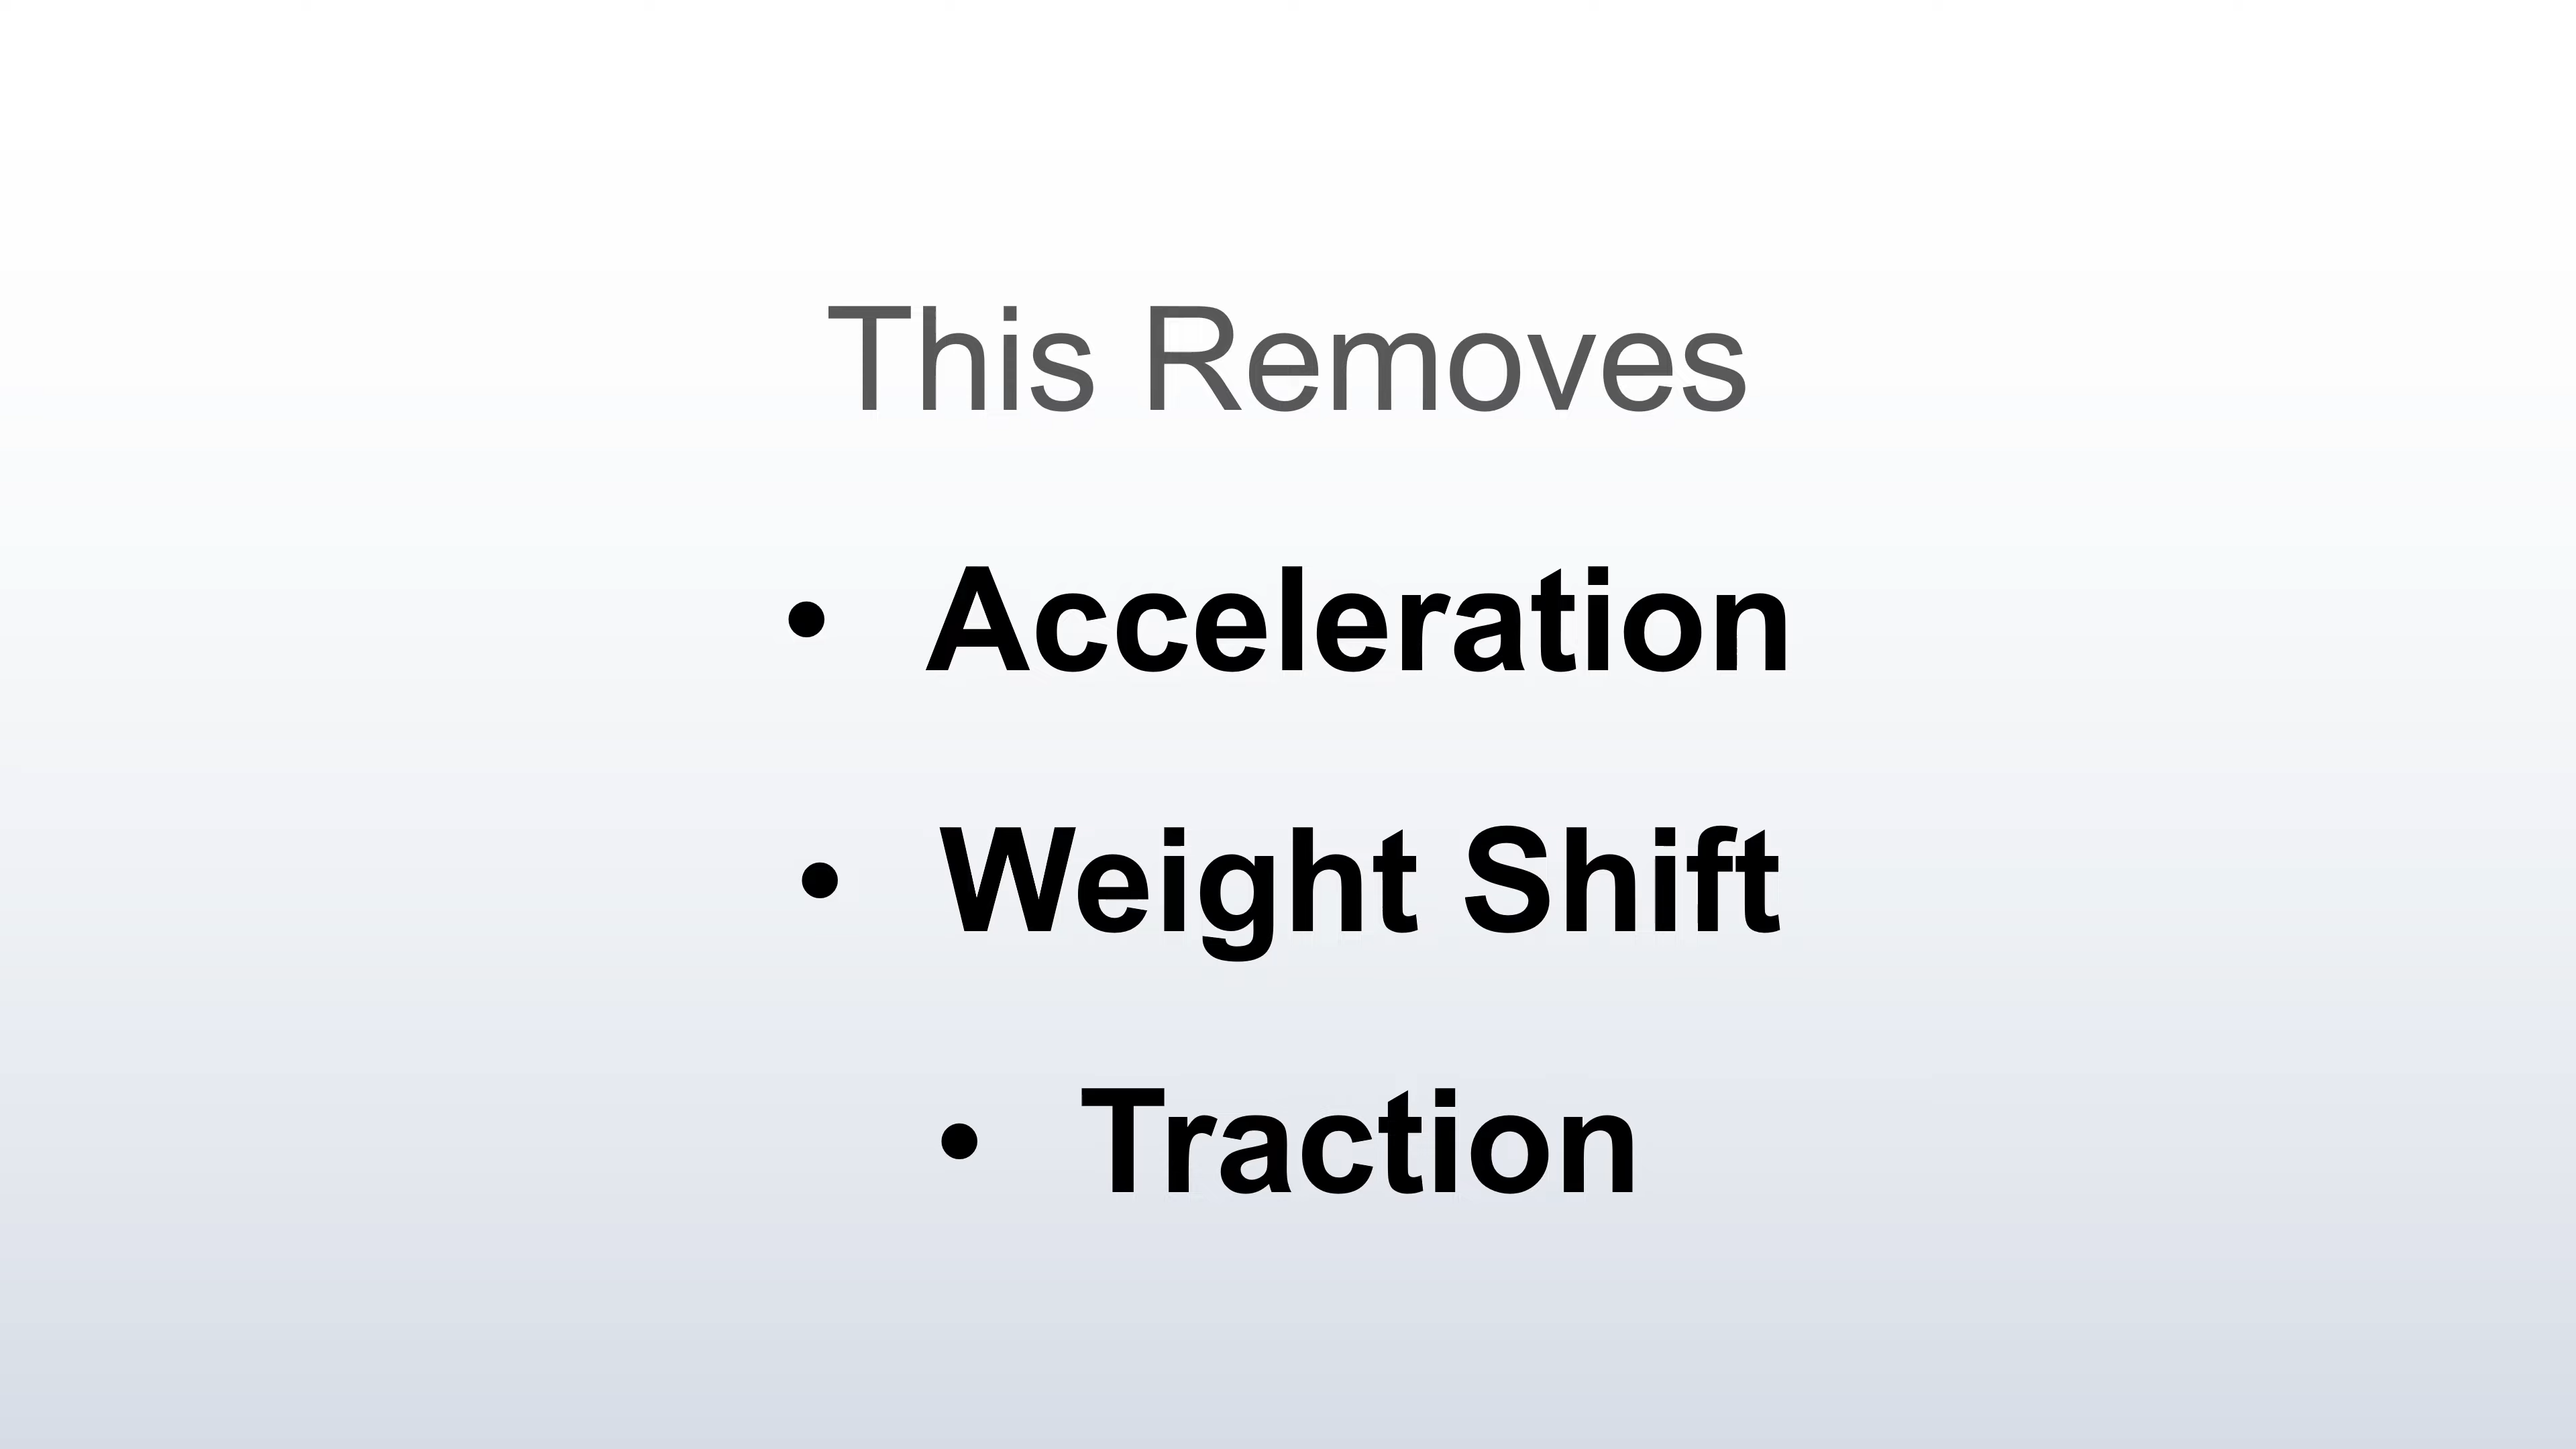 This Removes
• Acceleration
• Weight Shift
• Traction